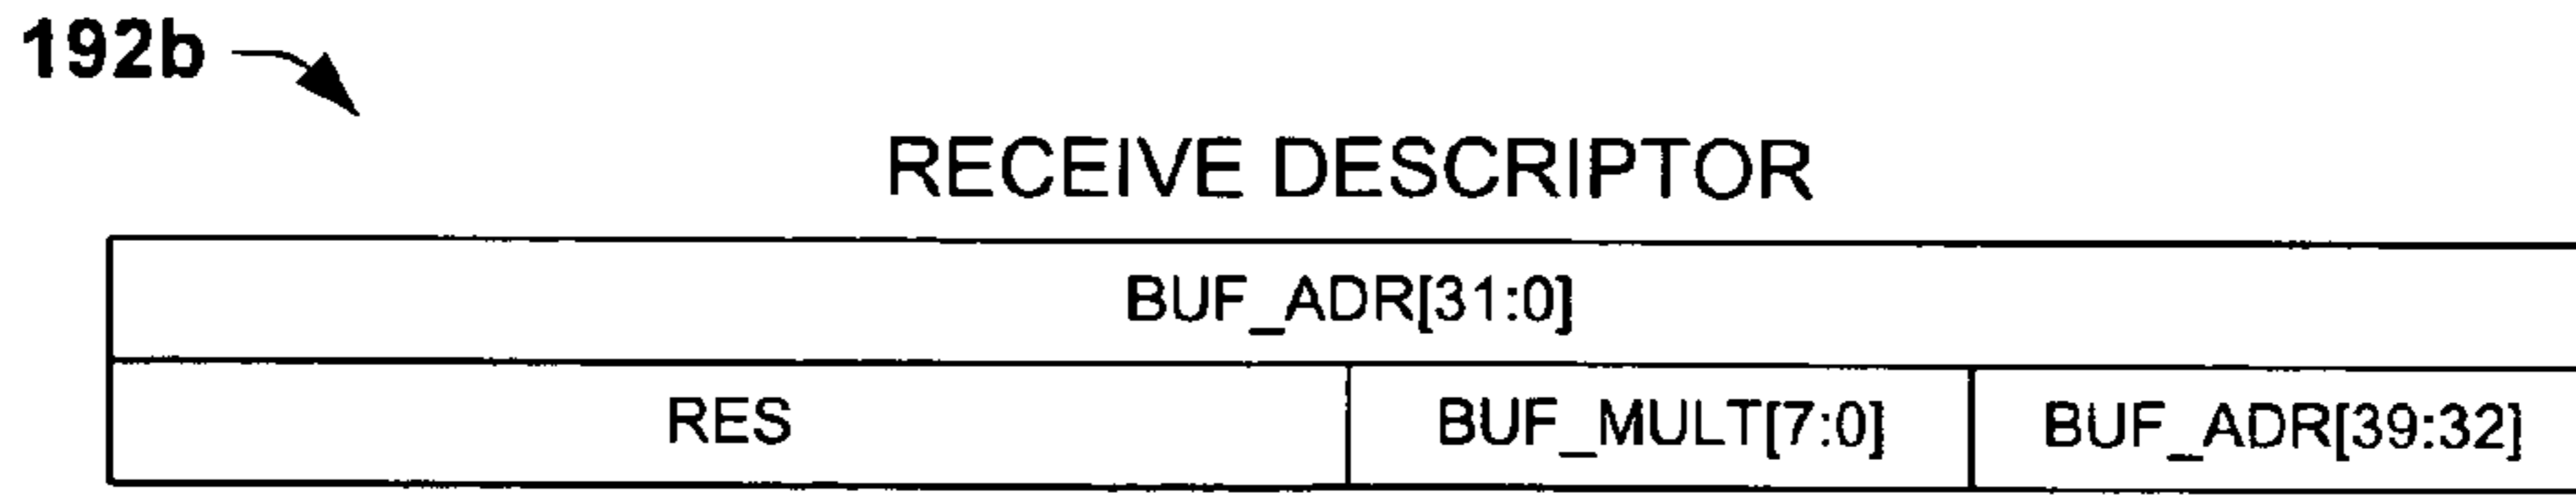 192b
RECEIVE DESCRIPTOR
BUF_ADR[31:0]
RES BUF_MULT[7:0] BUF_ADR[39:32]